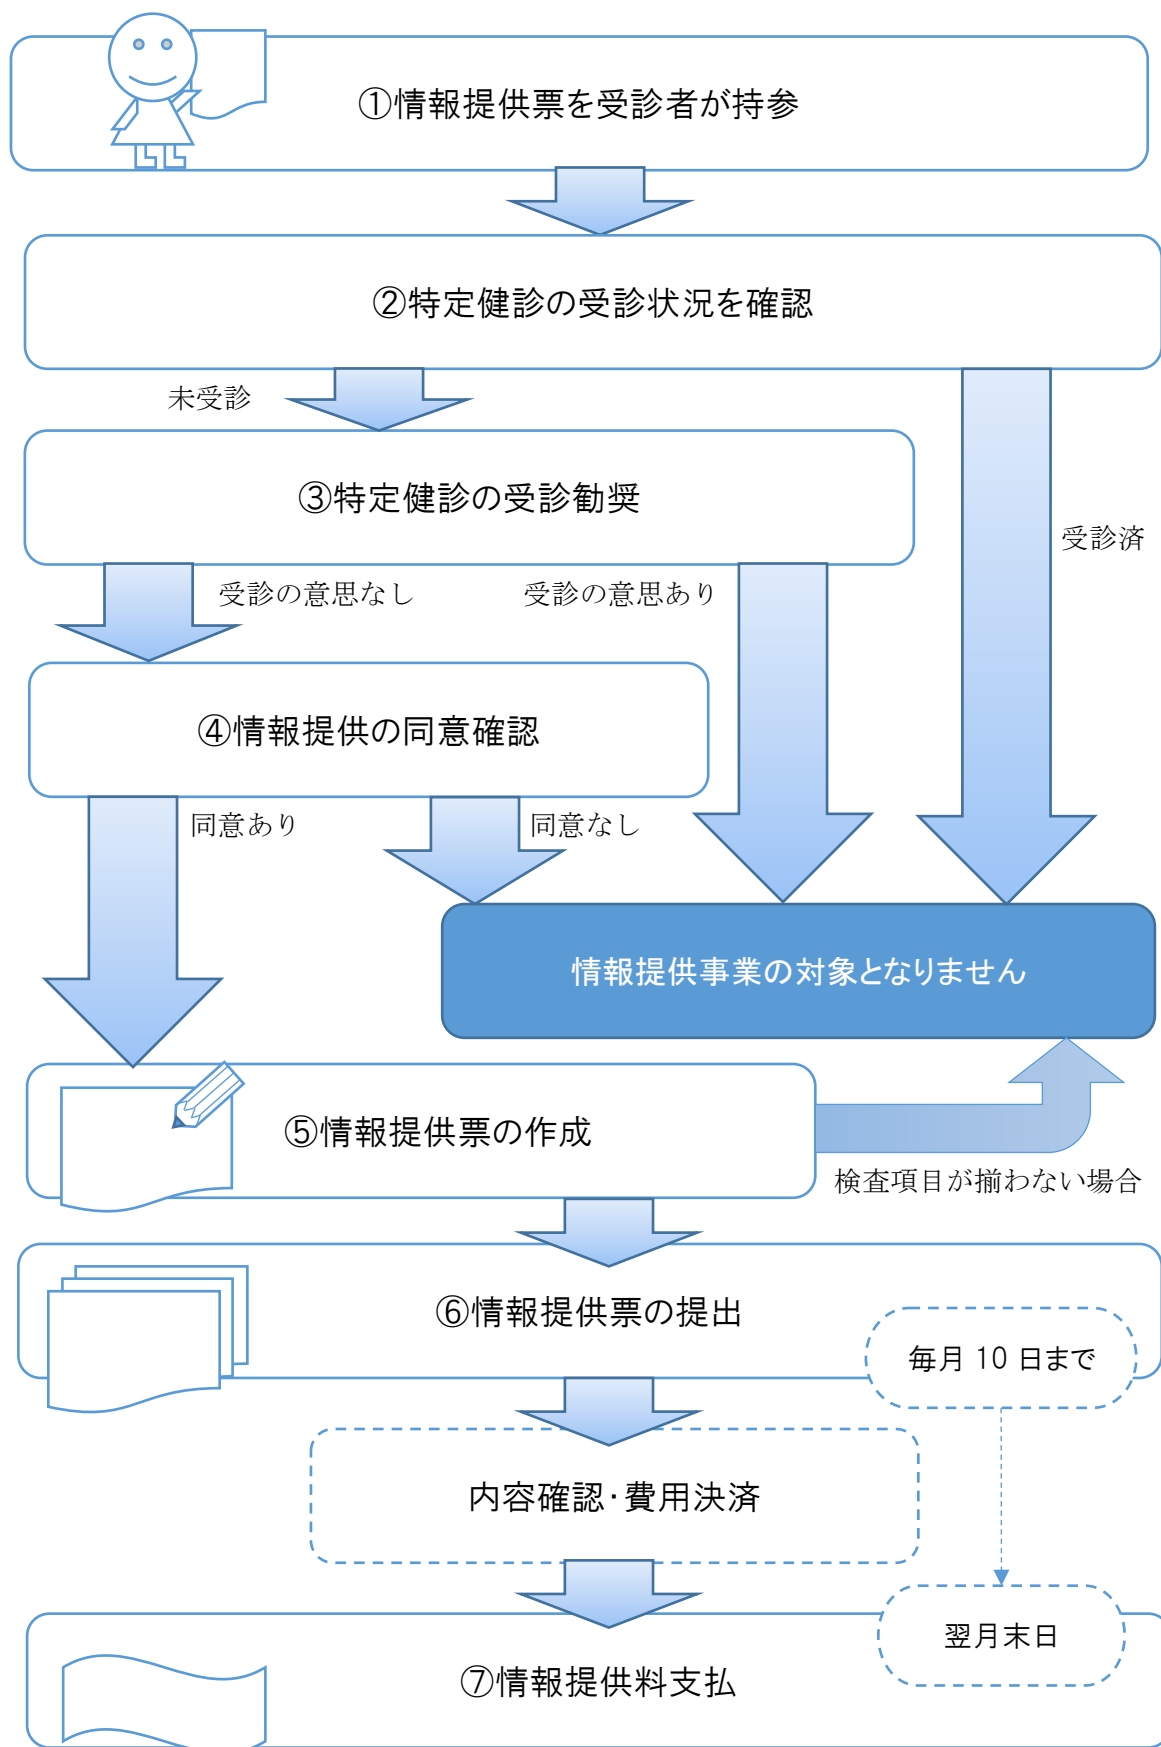 ①情報提供票を受診者が持参
②特定健診の受診状況を確認
未受診
③特定健診の受診勧奨
受診済
受診の意思なし
受診の意思あり
④情報提供の同意確認
同意あり
同意なし
情報提供事業の対象となりません
⑤情報提供票の作成
検査項目が揃わない場合
⑥情報提供票の提出
毎月 10 日まで
内容確認・費用決済
翌月末日
⑦情報提供料支払